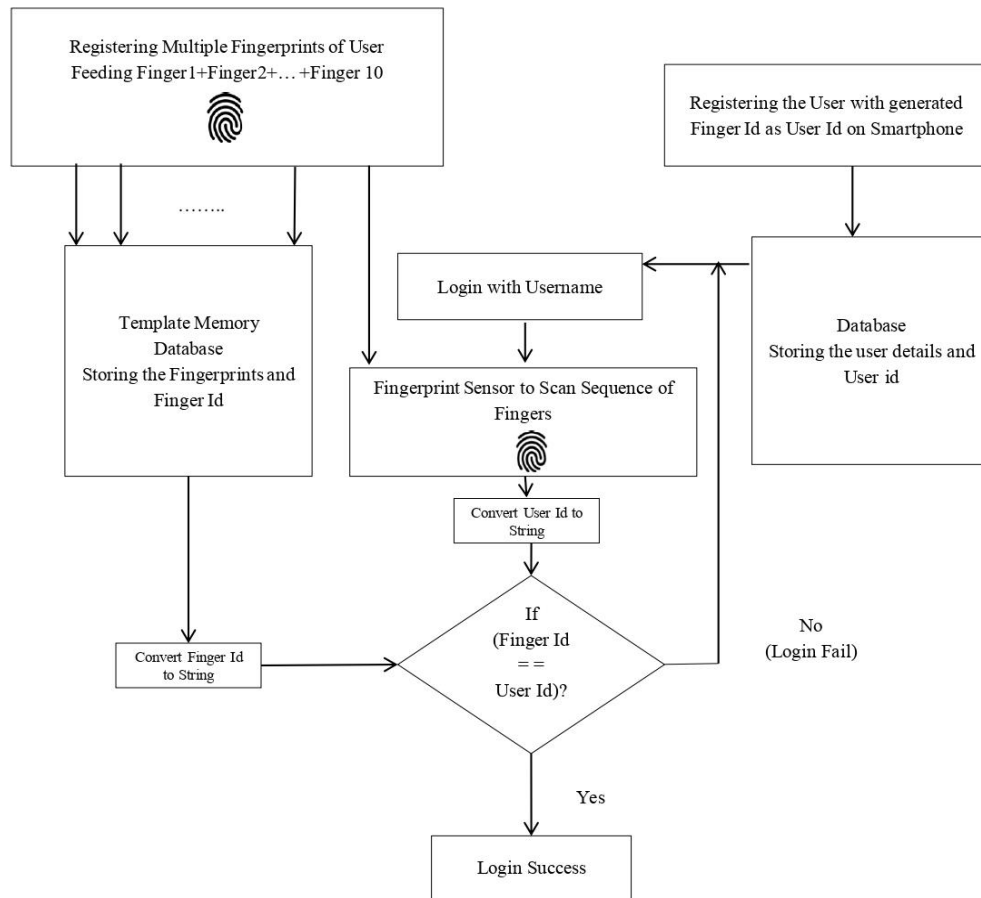 Registering Multiple Fingerprints of User
Feeding Finger1+Finger2+… +Finger 10
Registering the User with generated
Finger Id as User Id on Smartphone
……..
Login with Username
Template Memory
Database
Storing the Fingerprints and
Finger Id
Database
Storing the user details and
User id
Fingerprint Sensor to Scan Sequence of
Fingers
Convert User Id to
String
If
(Finger Id
= =
User Id)?
No
(Login Fail)
Convert Finger Id
to String
Yes
Login Success